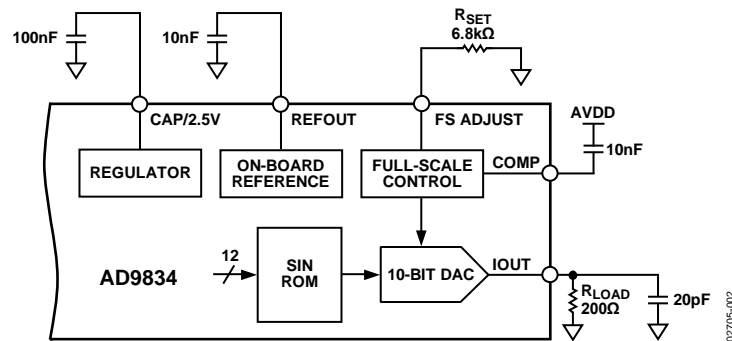 100nF
10nF
RSET
6.8kΩ
CAP/2.5V
REFOUT
FS ADJUST
AVDD
REGULATOR
ON-BOARD
REFERENCE
FULL-SCALE
CONTROL
COMP
10nF
AD9834
12
SIN
ROM
10-BIT DAC
IOUT
RLOAD
200Ω
20pF
02705-002